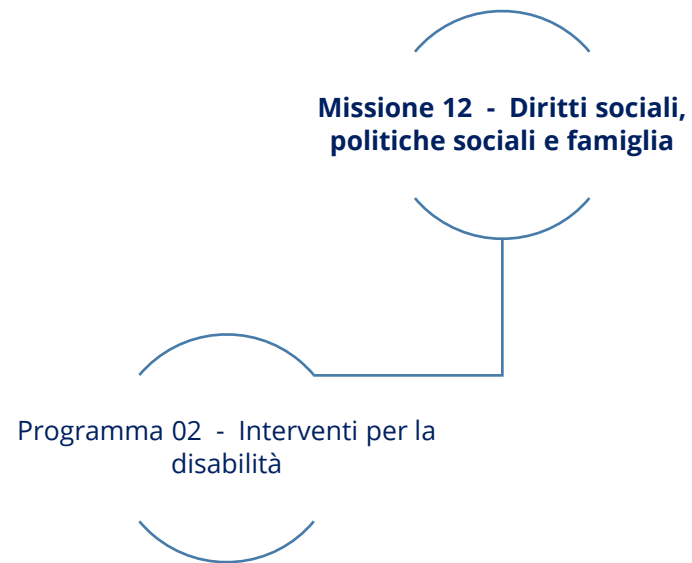 Missione 12 - Diritti sociali,
politiche sociali e famiglia
Programma 02 - Interventi per la
disabilità